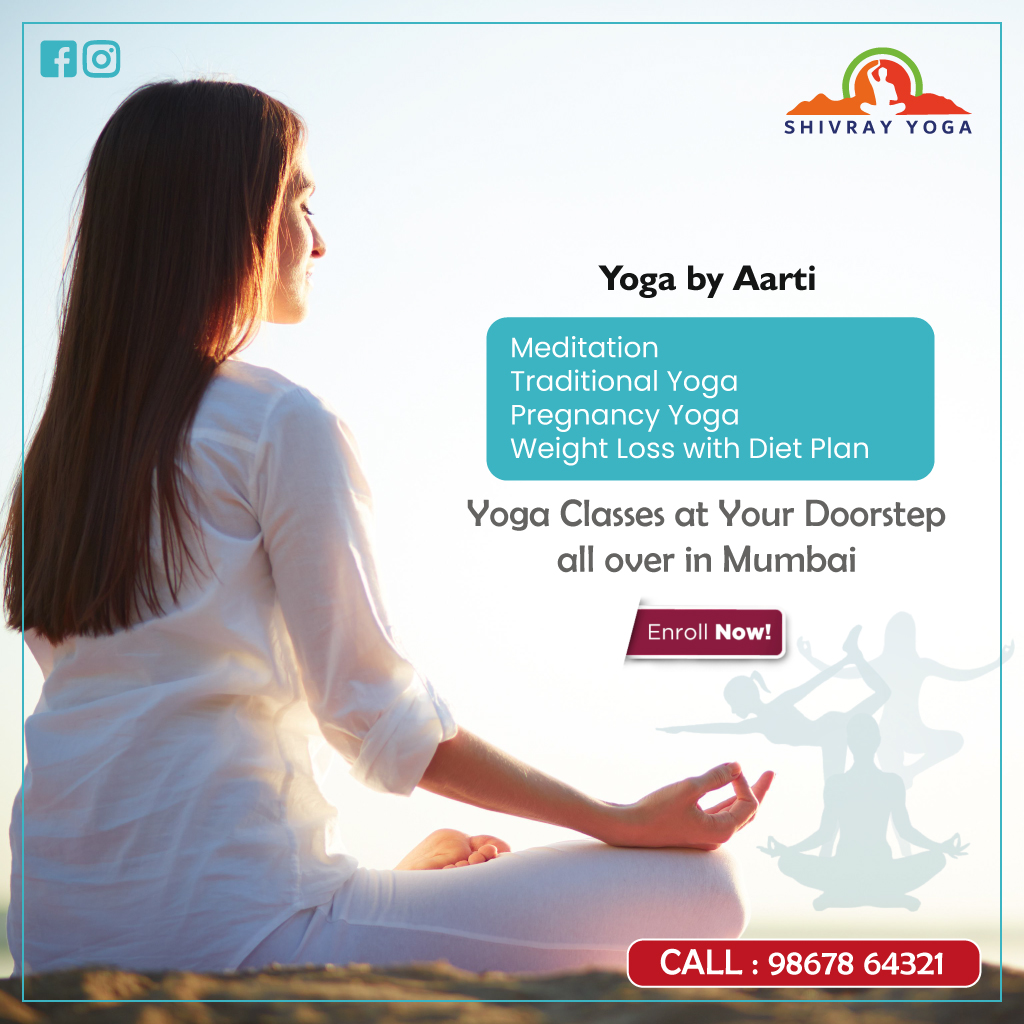 SHIVRAY YOGA
Yoga by Aarti
Meditation
Traditional Yoga
Pregnancy Yoga
Weight Loss with Diet Plan
Yoga Classes at Your Doorstep
all over in Mumbai
Enroll Now!
CALL : 98678 64321